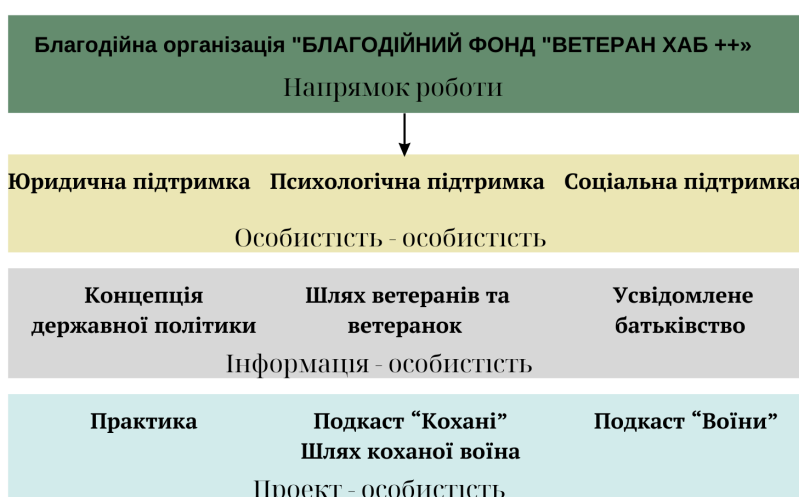 Благодійна організація "БЛАГОДІЙНИЙ ФОНД "ВЕТЕРАН ХАБ ++»
Напрямок роботи
Юридична підтримка Психологічна підтримка Соціальна підтримка
Особистість - особистість
Концепція Шлях ветеранів та Усвідомлене
державної політики ветеранок батьківство
Інформація - особистість
Практика Подкаст “Кохані” Подкаст “Воїни”
Шлях коханої воїна
Проект - особистість